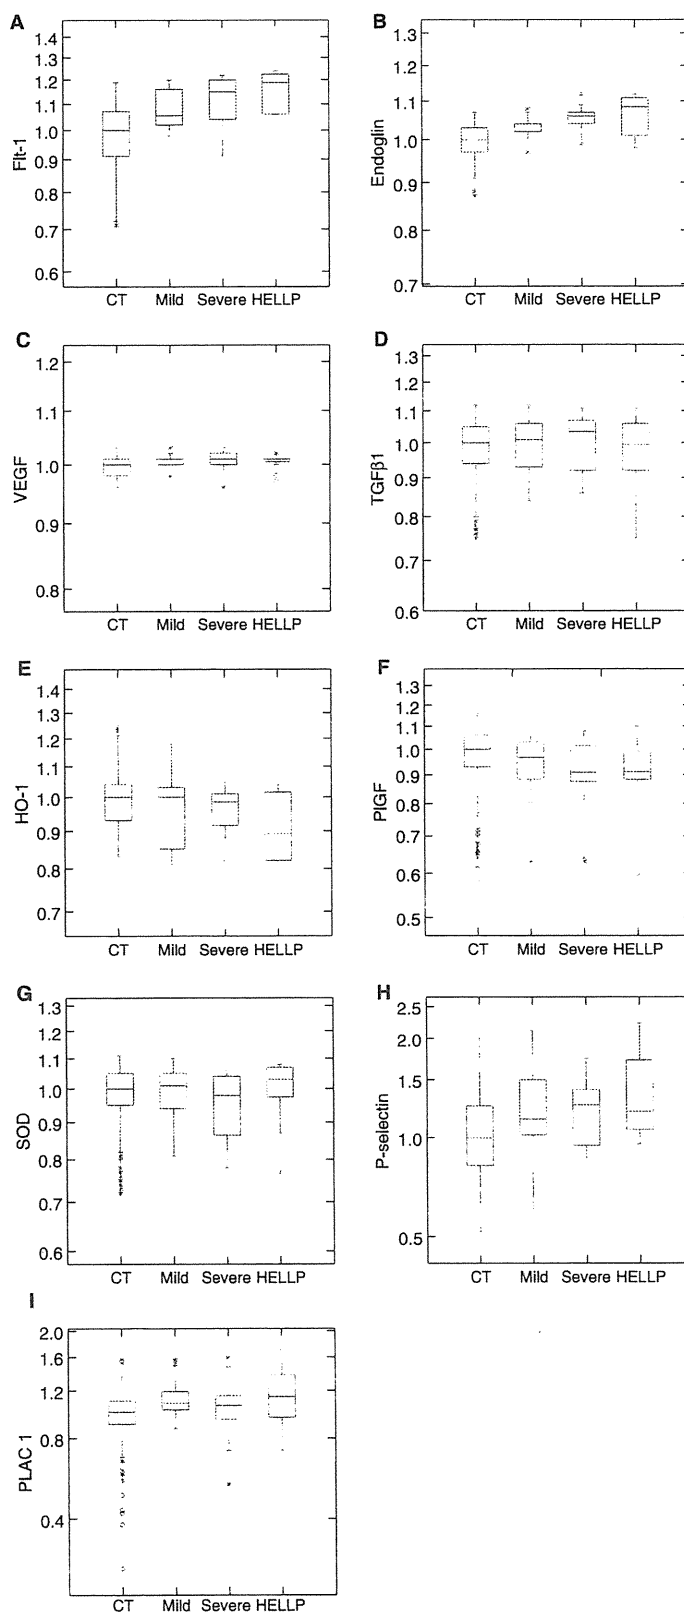 A
1.4
1.3
1.2
1.1
1.0
0.9
0.8
0.7
0.6
Flt-1
CT Mild Severe HELLP
B
1.3
1.2
1.1
1.0
0.9
0.8
0.7
Endoglin
CT Mild Severe HELLP
C
1.2
1.1
1.0
0.9
0.8
VEGF
CT Mild Severe HELLP
D
1.3
1.2
1.1
1.0
0.9
0.8
0.7
0.6
TGFβ1
CT Mild Severe HELLP
E
1.4
1.3
1.2
1.1
1.0
0.9
0.8
0.7
HO-1
CT Mild Severe HELLP
F
1.3
1.2
1.1
1.0
0.9
0.8
0.7
0.6
0.5
PlGF
CT Mild Severe HELLP
G
1.3
1.2
1.1
1.0
0.9
0.8
0.7
0.6
SOD
CT Mild Severe HELLP
H
2.5
2.0
1.5
1.0
0.5
P-selectin
CT Mild Severe HELLP
I
2.0
1.6
1.2
0.8
0.4
PLAC 1
CT Mild Severe HELLP